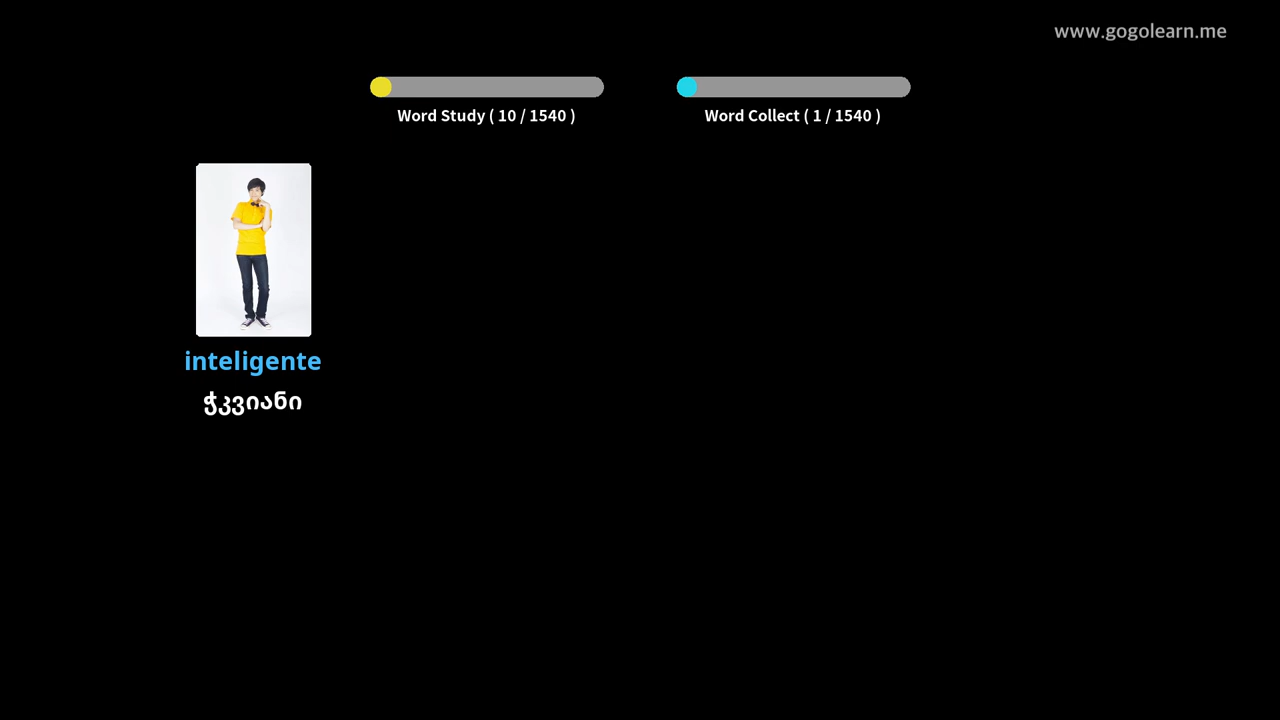 www.gogolearn.me
Word Study ( 10 / 1540 )
Word Collect ( 1 / 1540 )
inteligente
ჭკვიანი